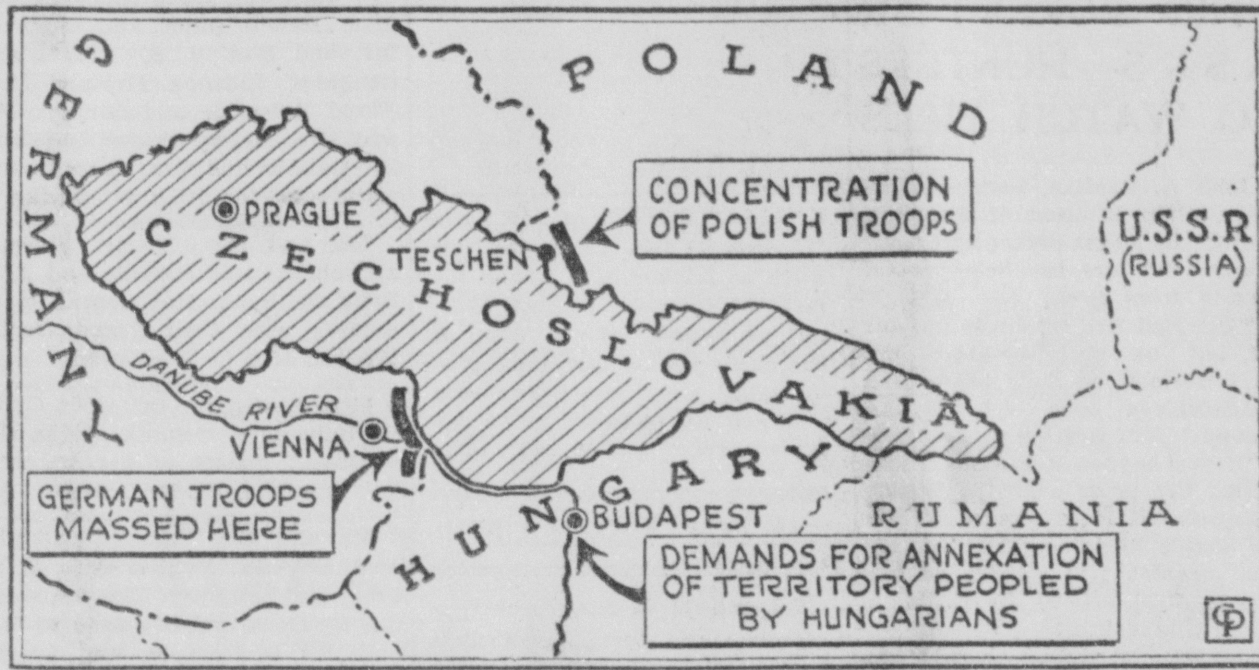 GERMANY
POLAND
CONCENTRATION
OF POLISH TROOPS
U.S.S.R
(RUSSIA)
PRAGUE
CZECHOSLOVAKIA
TESCHEN
DANUBE RIVER
VIENNA
GERMAN TROOPS
MASSED HERE
HUNGARY
BUDAPEST
RUMANIA
DEMANDS FOR ANNEXATION
OF TERRITORY PEOPLED
BY HUNGARIANS
CP